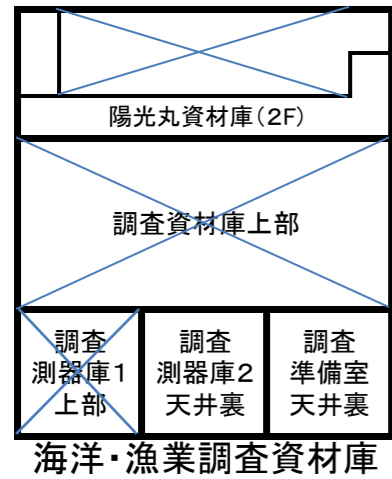 陽光丸資材庫(2F)
調査資材庫上部
調査
測器庫1
上部
調査
測器庫2
天井裏
調査
準備室
天井裏
海洋・漁業調査資材庫